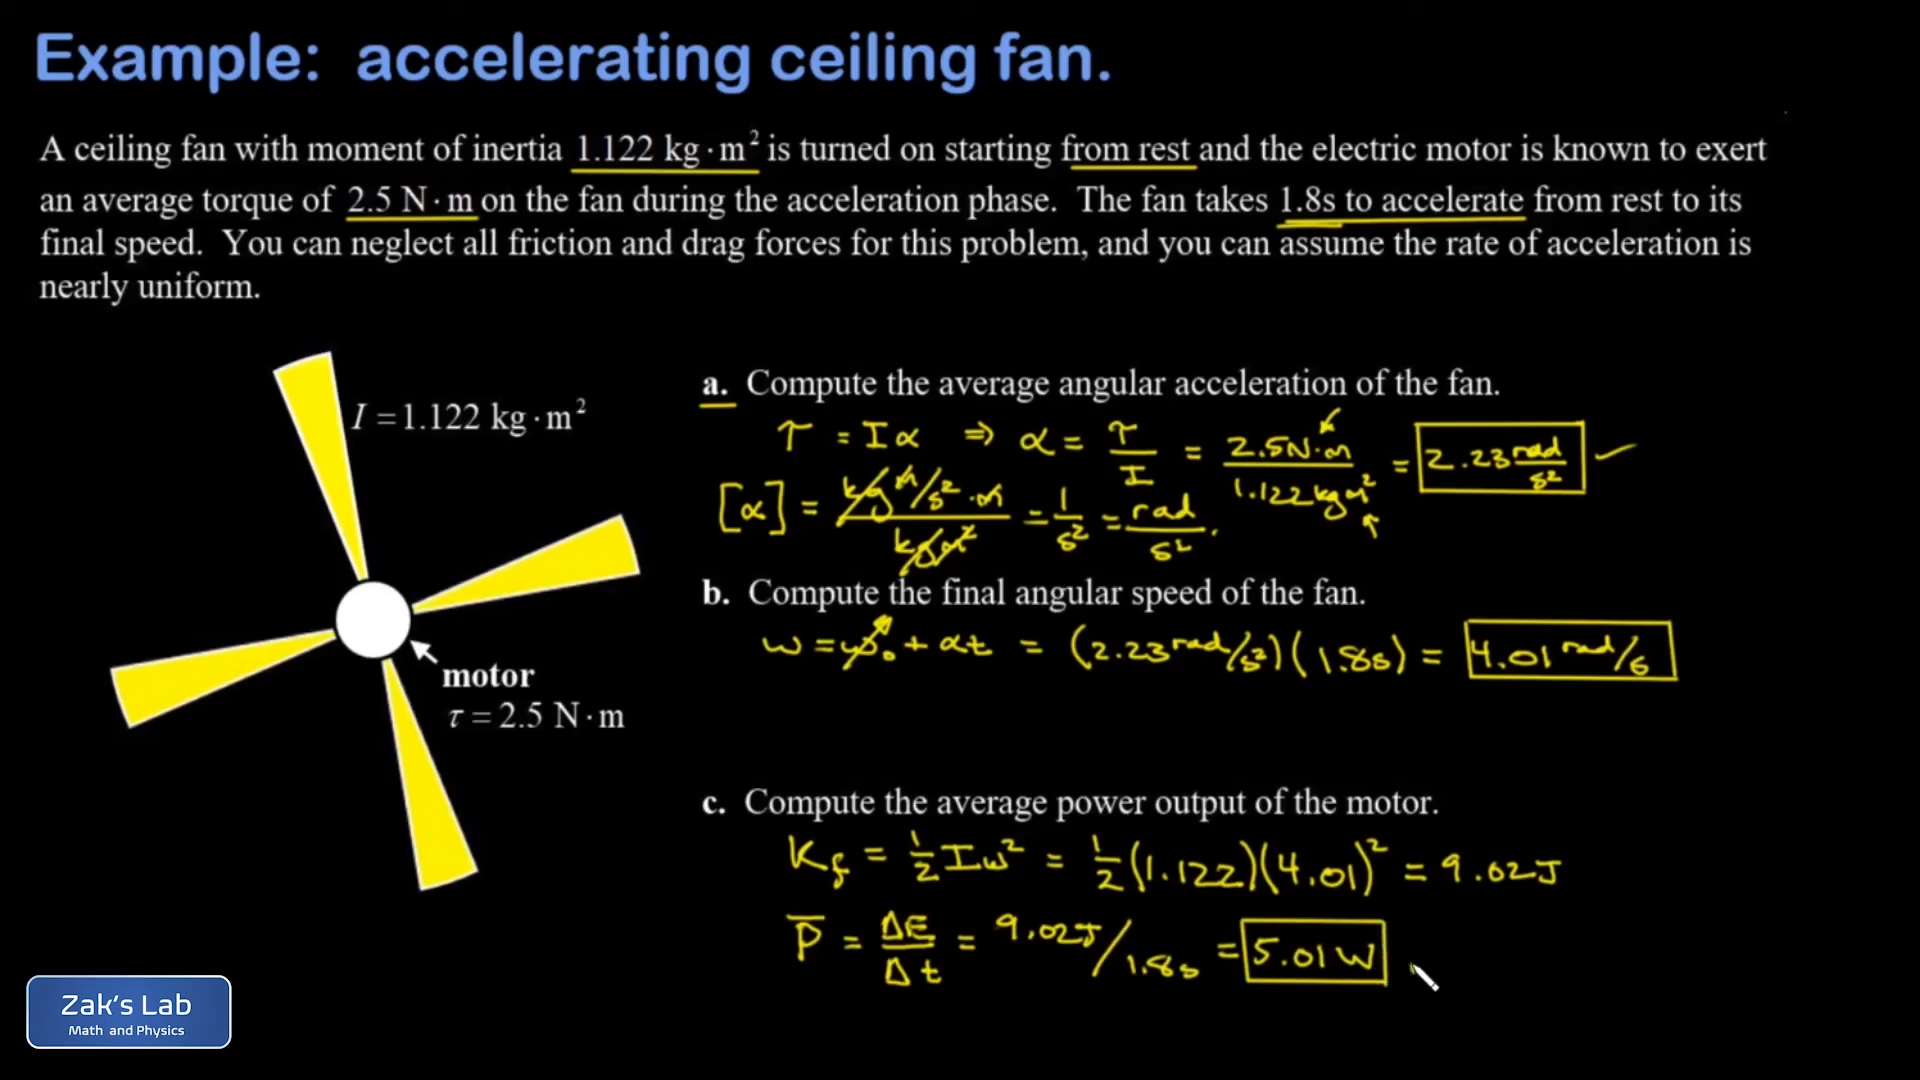 Example: accelerating ceiling fan.
A ceiling fan with moment of inertia 1.122 kg · m² is turned on starting from rest and the electric motor is known to exert
an average torque of 2.5 N · m on the fan during the acceleration phase. The fan takes 1.8s to accelerate from rest to its
final speed. You can neglect all friction and drag forces for this problem, and you can assume the rate of acceleration is
nearly uniform.
I = 1.122 kg · m²
motor
τ = 2.5 N · m
a. Compute the average angular acceleration of the fan.
τ = Iα ⇒ α = τ/I = 2.5N·m / 1.122 kg m² = 2.23 rad/s²
[α] = kg m/s² · m / kg m² = 1/s² = rad/s².
b. Compute the final angular speed of the fan.
ω = ω₀ + αt = (2.23 rad/s²)(1.8s) = 4.01 rad/s
c. Compute the average power output of the motor.
K_f = ½Iω² = ½(1.122)(4.01)² = 9.02J
P̅ = ΔE/Δt = 9.02J/1.8s = 5.01W
Zak's Lab
Math and Physics